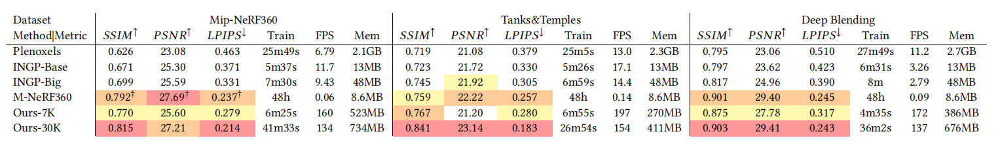 Dataset Mip-NeRF360 Tanks&Temples Deep Blending
Method|Metric SSIM↑ PSNR↑ LPIPS↓ Train FPS Mem SSIM↑ PSNR↑ LPIPS↓ Train FPS Mem SSIM↑ PSNR↑ LPIPS↓ Train FPS Mem
Plenoxels 0.626 23.08 0.463 25m49s 6.79 2.1GB 0.719 21.08 0.379 25m5s 13.0 2.3GB 0.795 23.06 0.510 27m49s 11.2 2.7GB
INGP-Base 0.671 25.30 0.371 5m37s 11.7 13MB 0.723 21.72 0.330 5m26s 17.1 13MB 0.797 23.62 0.423 6m31s 3.26 13MB
INGP-Big 0.699 25.59 0.331 7m30s 9.43 48MB 0.745 21.92 0.305 6m59s 14.4 48MB 0.817 24.96 0.390 8m 2.79 48MB
M-NeRF360 0.792† 27.69† 0.237† 48h 0.06 8.6MB 0.759 22.22 0.257 48h 0.14 8.6MB 0.901 29.40 0.245 48h 0.09 8.6MB
Ours-7K 0.770 25.60 0.279 6m25s 160 523MB 0.767 21.20 0.280 6m55s 197 270MB 0.875 27.78 0.317 4m35s 172 386MB
Ours-30K 0.815 27.21 0.214 41m33s 134 734MB 0.841 23.14 0.183 26m54s 154 411MB 0.903 29.41 0.243 36m2s 137 676MB